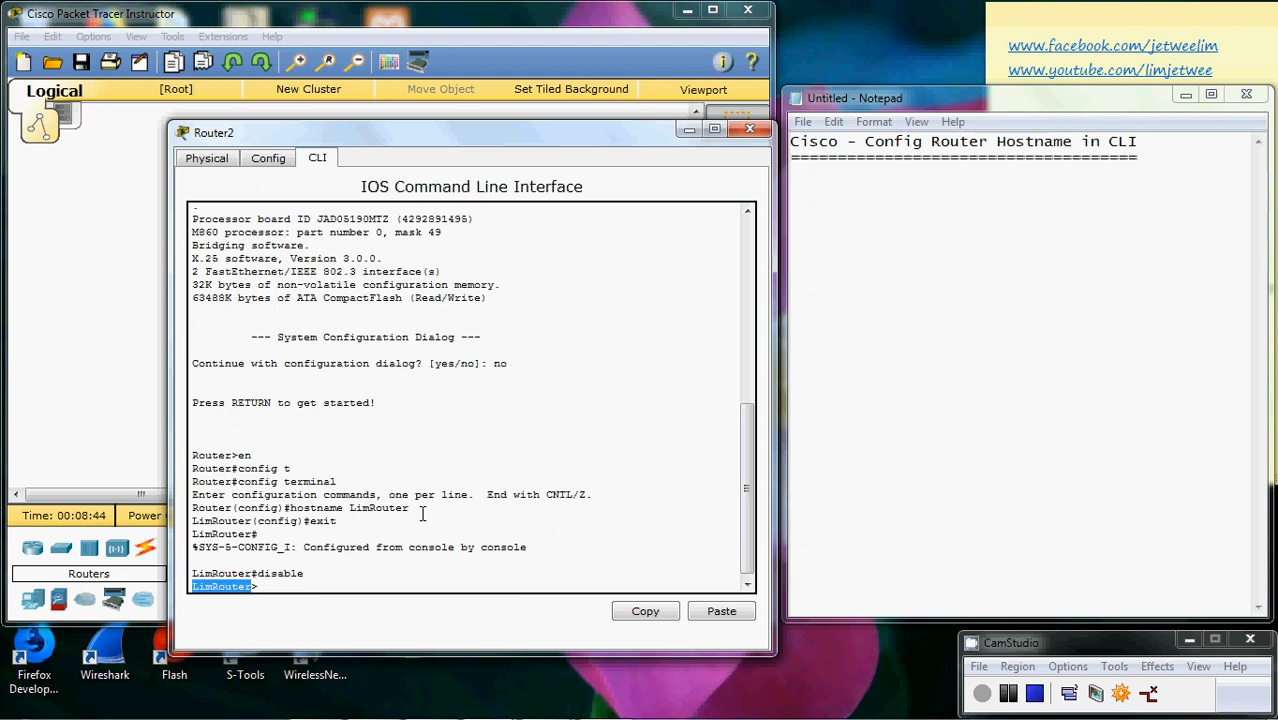 Cisco Packet Tracer Instructor
File Edit Options View Tools Extensions Help
Logical [Root] New Cluster Move Object Set Tiled Background Viewport
Router2
Physical Config CLI
IOS Command Line Interface
Processor board ID JAD05190MTZ (4292891495)
M860 processor: part number 0, mask 49
Bridging software.
X.25 software, Version 3.0.0.
2 FastEthernet/IEEE 802.3 interface(s)
32K bytes of non-volatile configuration memory.
63488K bytes of ATA CompactFlash (Read/Write)
--- System Configuration Dialog ---
Continue with configuration dialog? [yes/no]: no
Press RETURN to get started!
Router>en
Router#config t
Router#config terminal
Enter configuration commands, one per line.  End with CNTL/Z.
Router(config)#hostname LimRouter
LimRouter(config)#exit
LimRouter#
%SYS-5-CONFIG_I: Configured from console by console
LimRouter#disable
LimRouter>
Copy Paste
Time: 00:08:44 Power
Routers
www.facebook.com/jetweelim
www.youtube.com/limjetwee
Untitled - Notepad
File Edit Format View Help
Cisco - Config Router Hostname in CLI
=====================================
Firefox
Develop...
Wireshark
Flash
S-Tools
WirelessNe...
CamStudio
File Region Options Tools Effects View Help